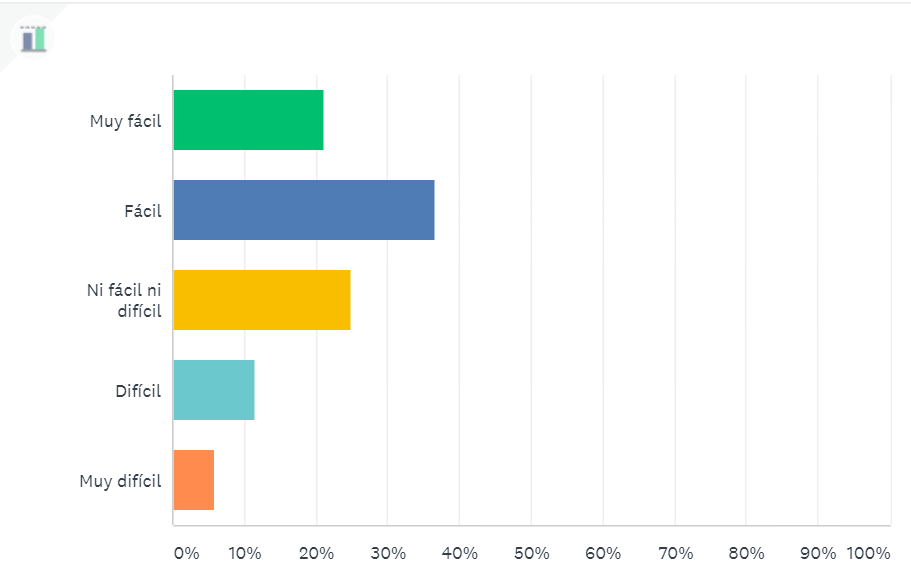 Muy fácil
Fácil
Ni fácil ni
difícil
Difícil
Muy difícil
0% 10% 20% 30% 40% 50% 60% 70% 80% 90% 100%